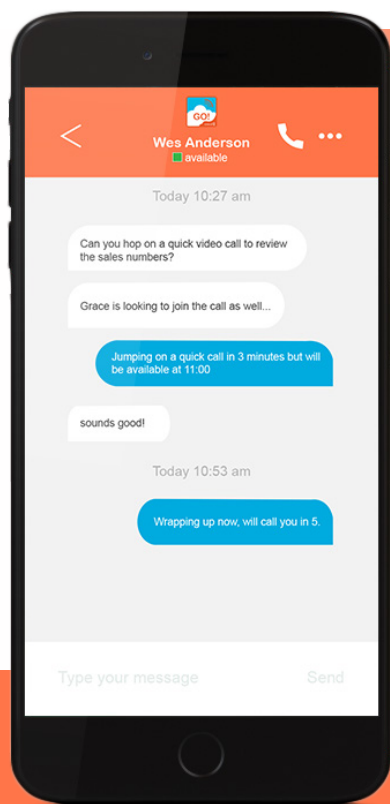 GO!
Wes Anderson
available
Today 10:27 am
Can you hop on a quick video call to review
the sales numbers?
Grace is looking to join the call as well...
Jumping on a quick call in 3 minutes but will
be available at 11:00
sounds good!
Today 10:53 am
Wrapping up now, will call you in 5.
Type your message
Send